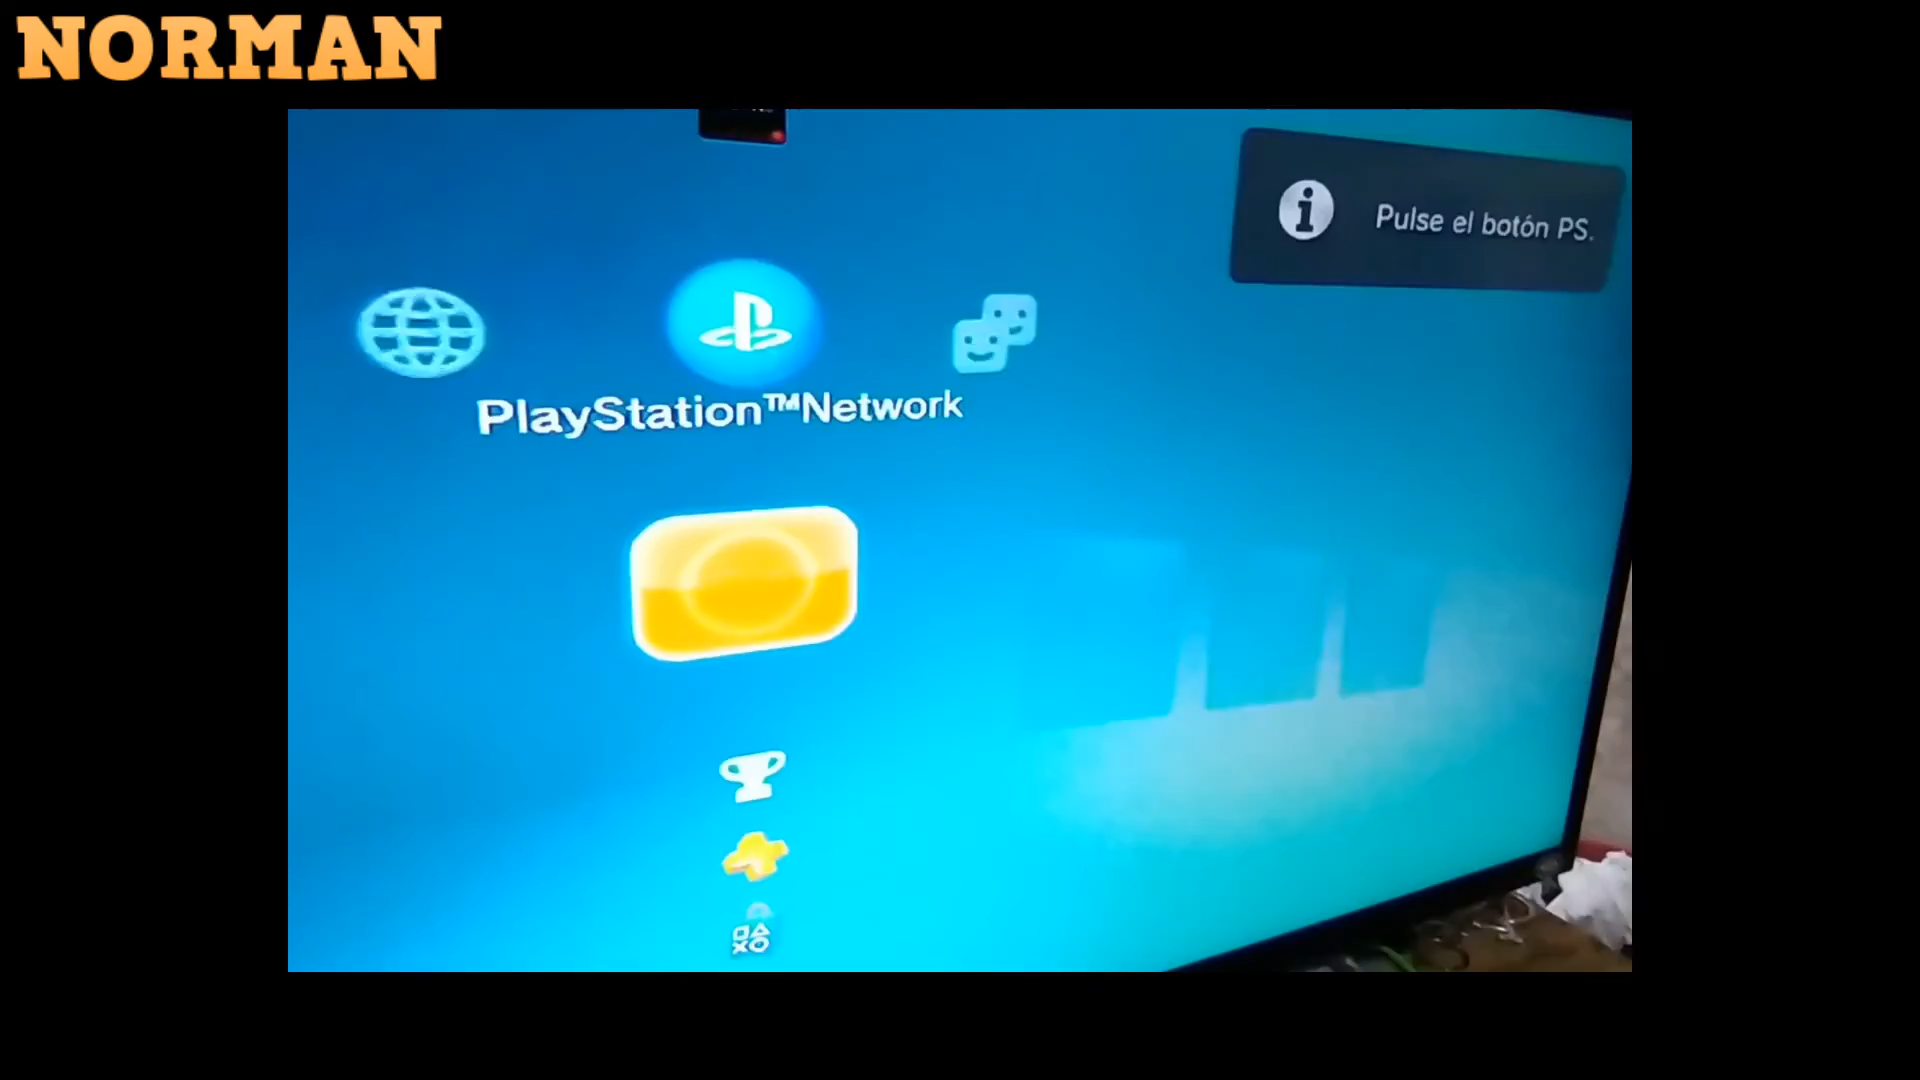 NORMAN
Pulse el botón PS.
PlayStation™Network